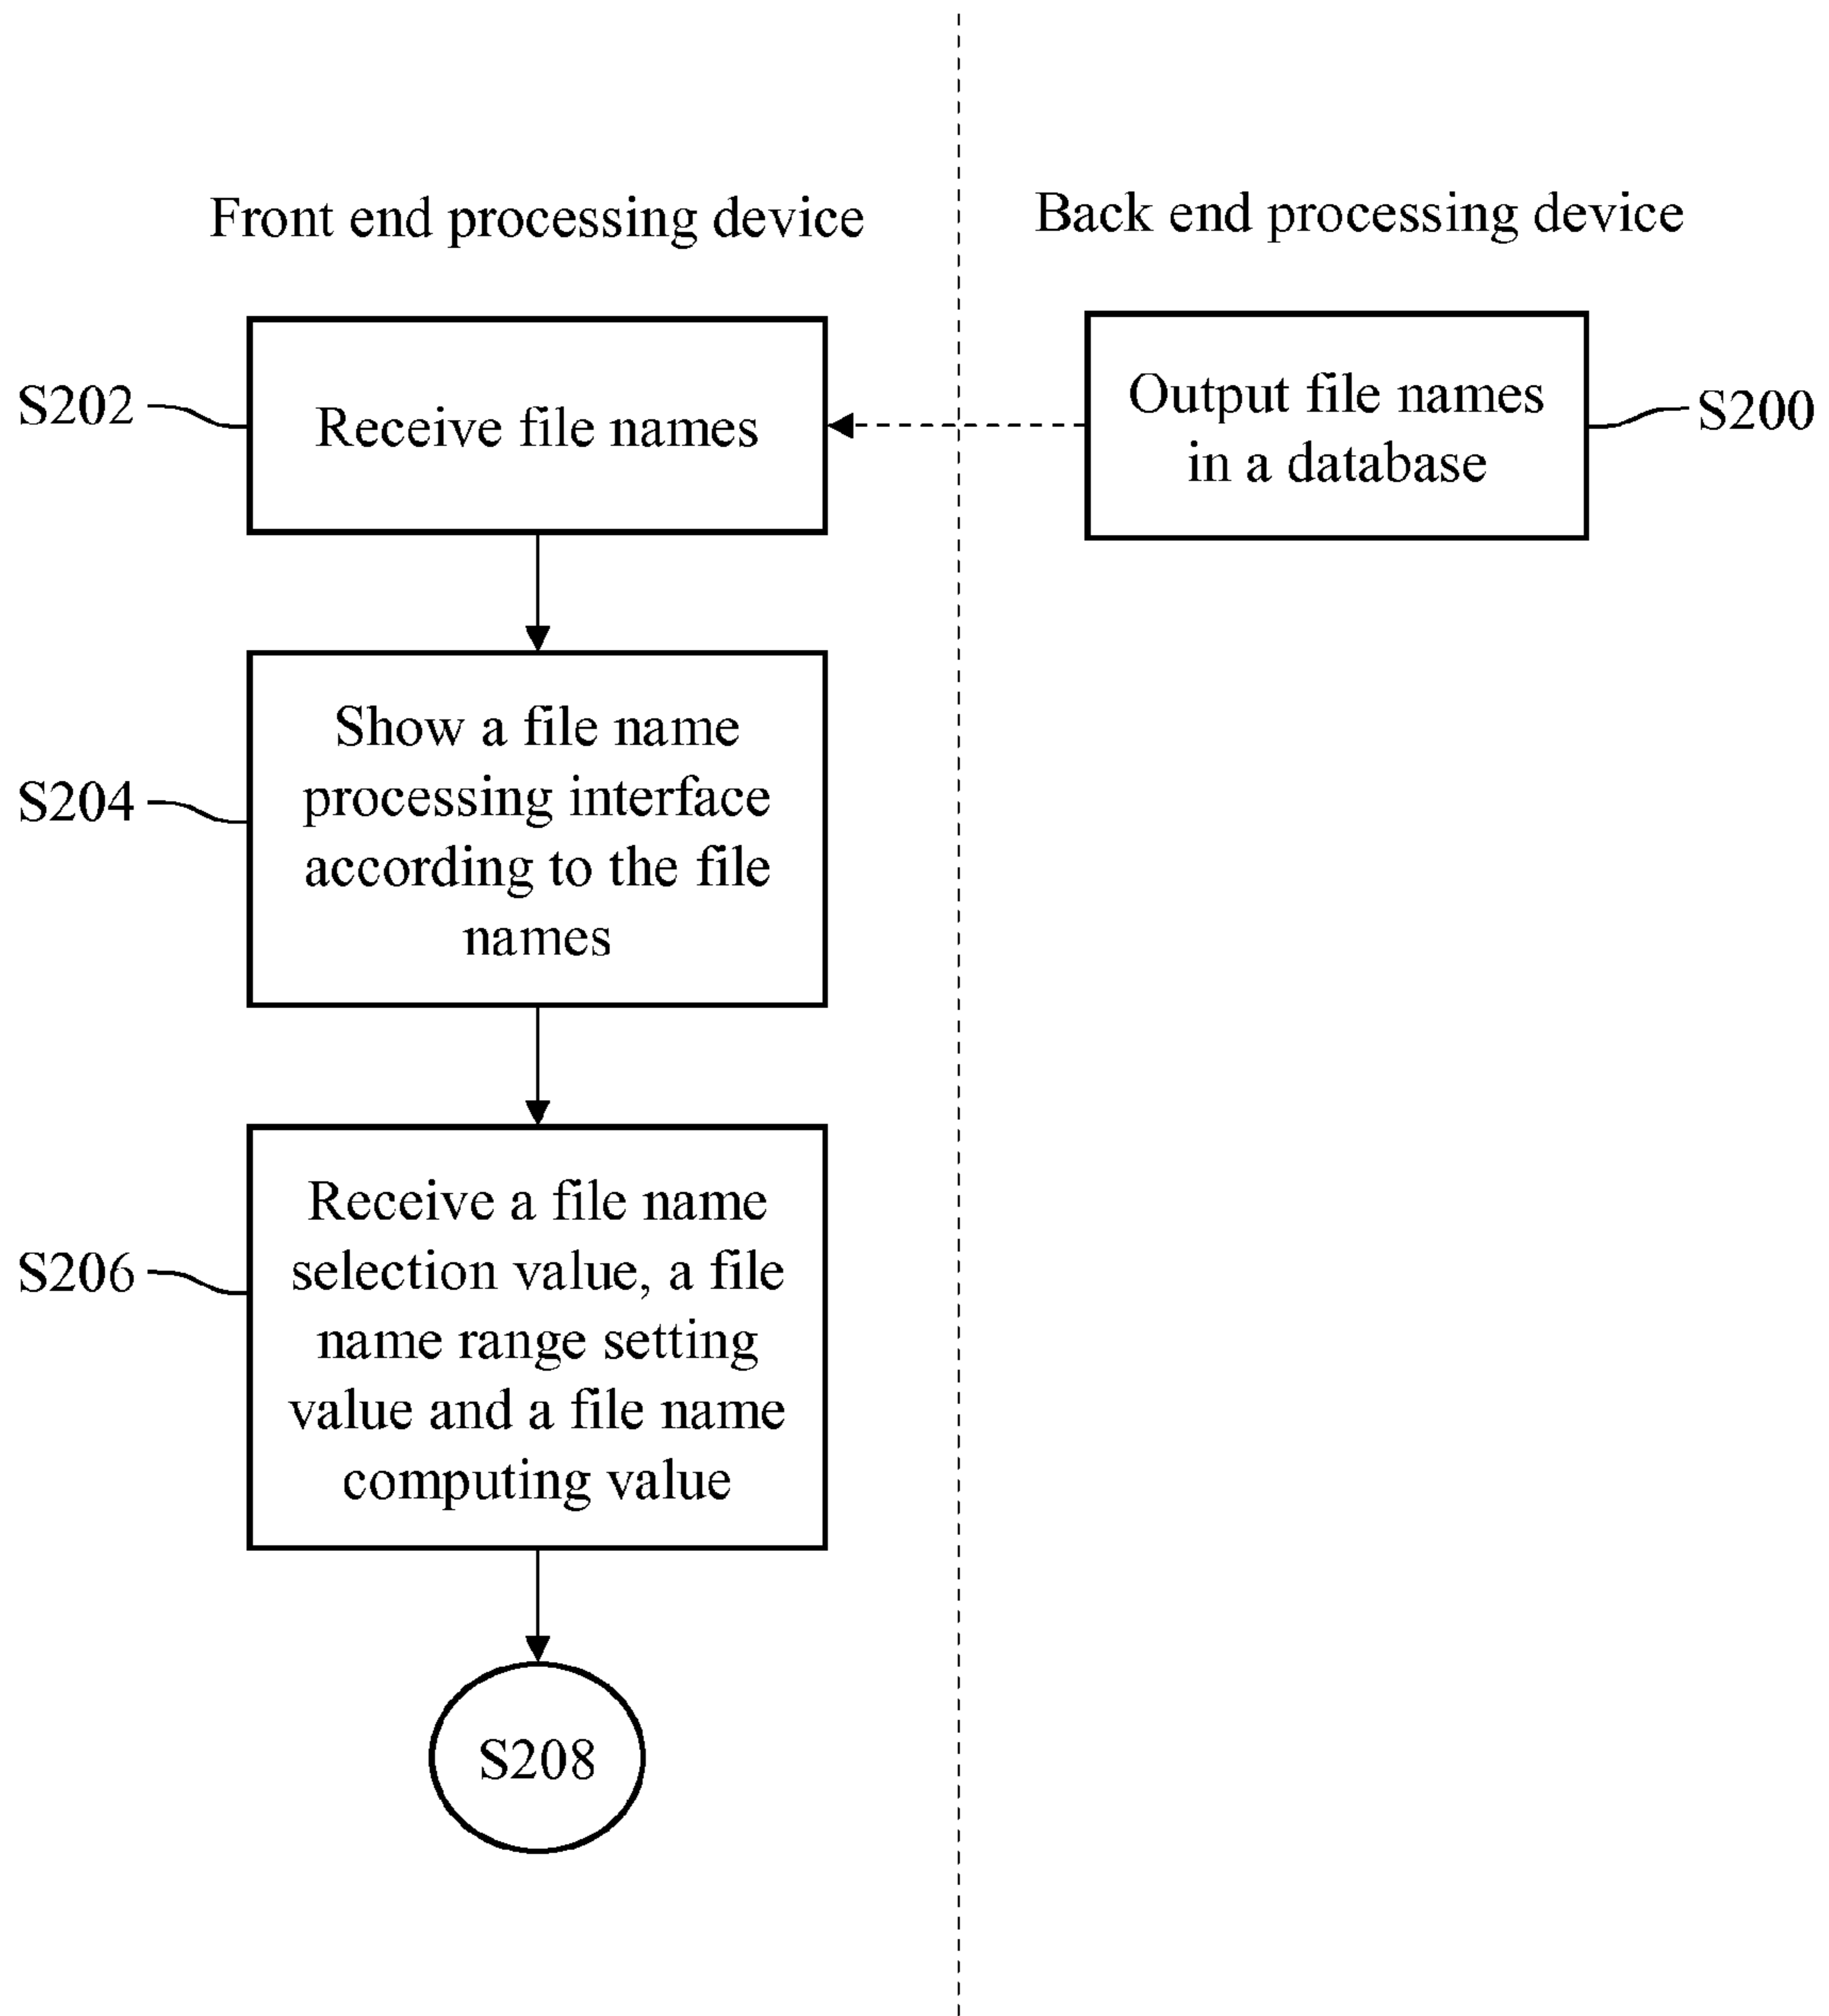 Front end processing device
Back end processing device
S202
Receive file names
Output file names
in a database
S200
S204
Show a file name
processing interface
according to the file
names
S206
Receive a file name
selection value, a file
name range setting
value and a file name
computing value
S208